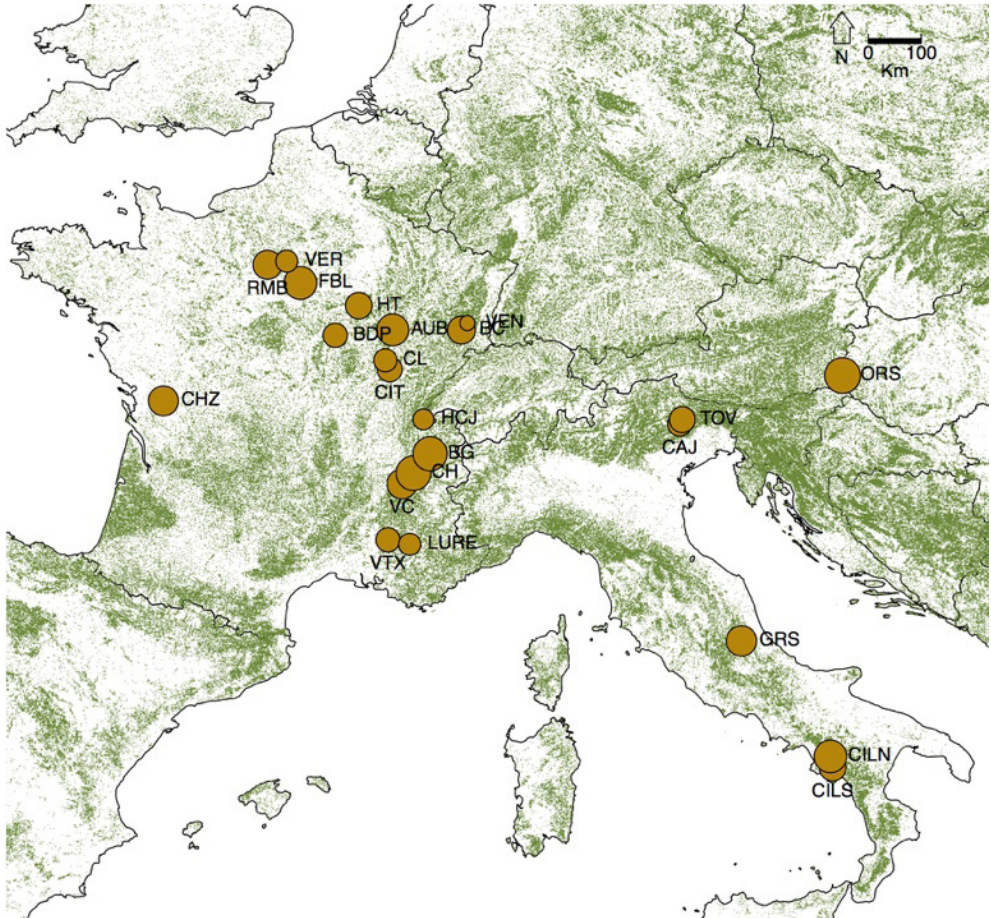 N
0 100
Km
VER
RMB
FBL
HT
BDP
AUB
VEN
BC
CL
CIT
CHZ
HCJ
BG
CH
VC
VTX
LURE
ORS
TOV
CAJ
GRS
CILN
CILS